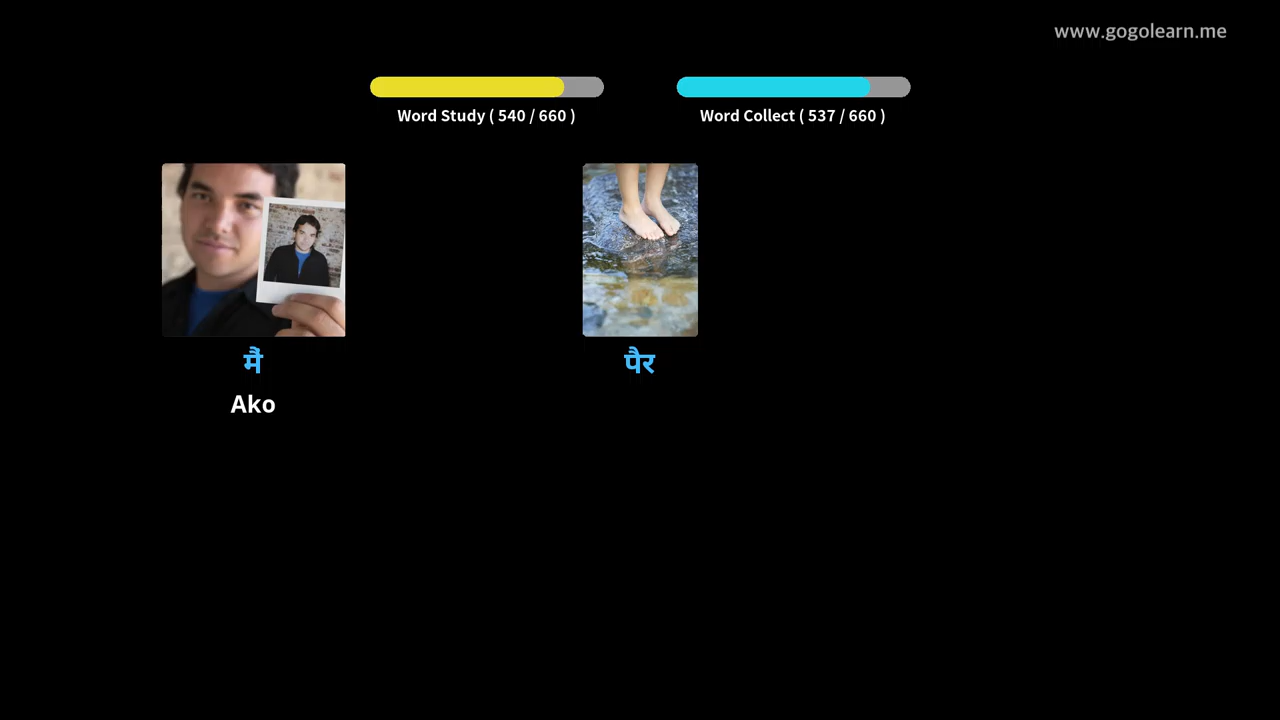 www.gogolearn.me
Word Study ( 540 / 660 )
Word Collect ( 537 / 660 )
मैं
पैर
Ako